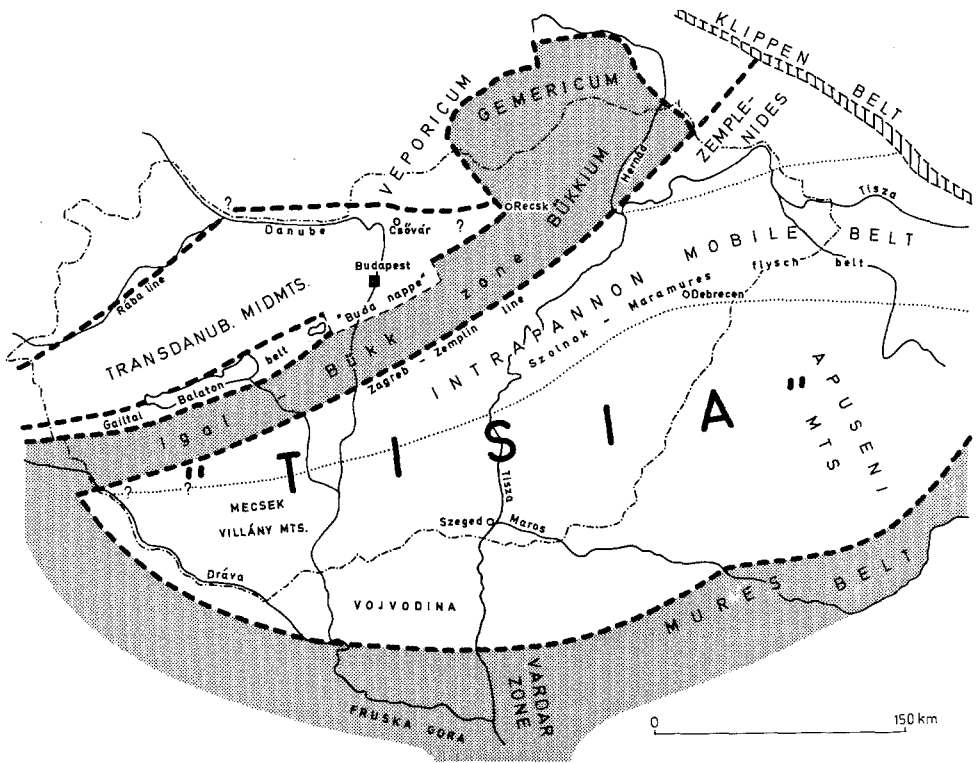 KLIPPEN BELT
VEPORICUM
GEMERICUM
ZEMPLE-
NIDES
BÜKKIUM
Hernád
Tisza
?
Recsk
Danube
Csővár
?
Rába line
Budapest
INTRAPANNON MOBILE BELT
flysch belt
"Buda nappe"
Igal - Bükk zone
Zagreb - Zemplin line
Szolnok - Maramures
Debrecen
TRANSDANUB. MIDMTS.
Gailtal belt
Balaton
"TISIA"
APUSENI
MTS
?
?
MECSEK
VILLÁNY MTS.
Tisza
Szeged
Maros
Dráva
VOJVODINA
MURES BELT
VARDAR
ZONE
FRUSKA GORA
0 150 km